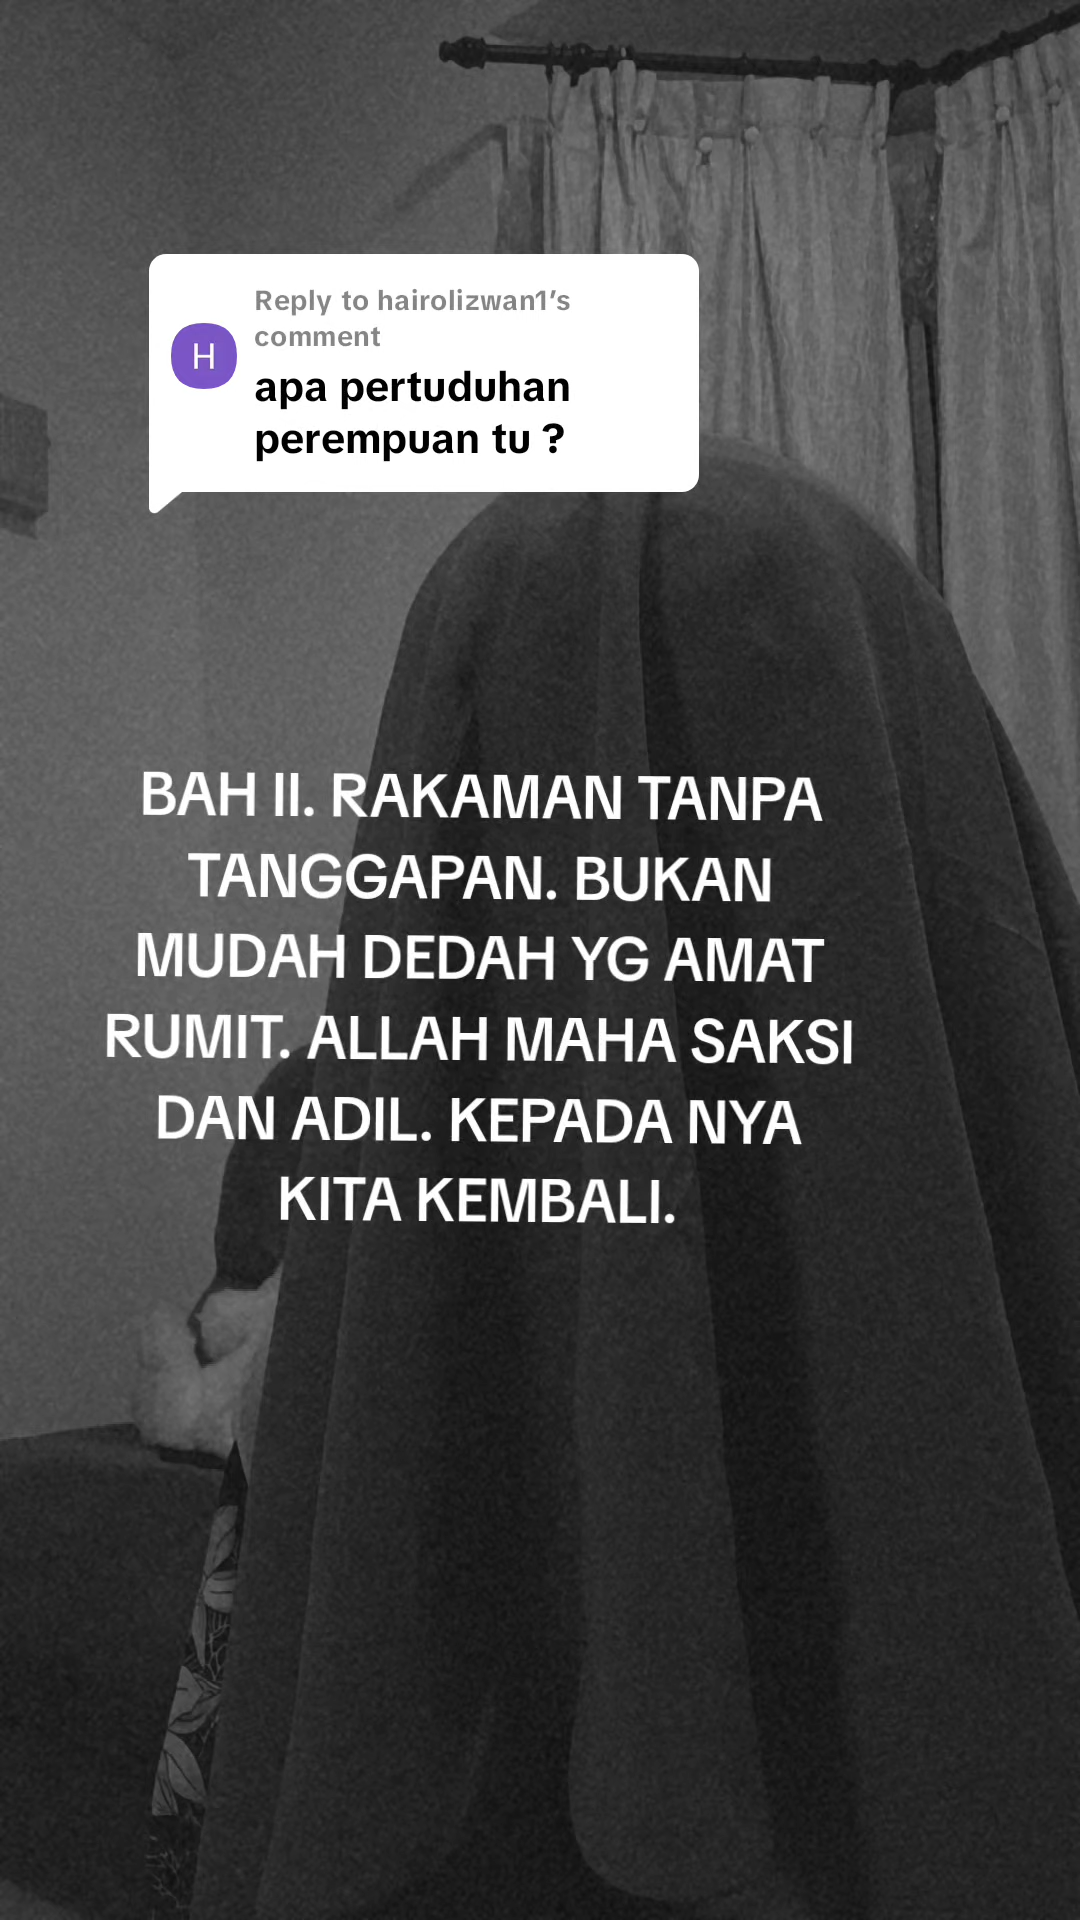 Reply to hairolizwan1's
comment
H
apa pertuduhan
perempuan tu ?
BAH II. RAKAMAN TANPA
TANGGAPAN. BUKAN
MUDAH DEDAH YG AMAT
RUMIT. ALLAH MAHA SAKSI
DAN ADIL. KEPADA NYA
KITA KEMBALI.